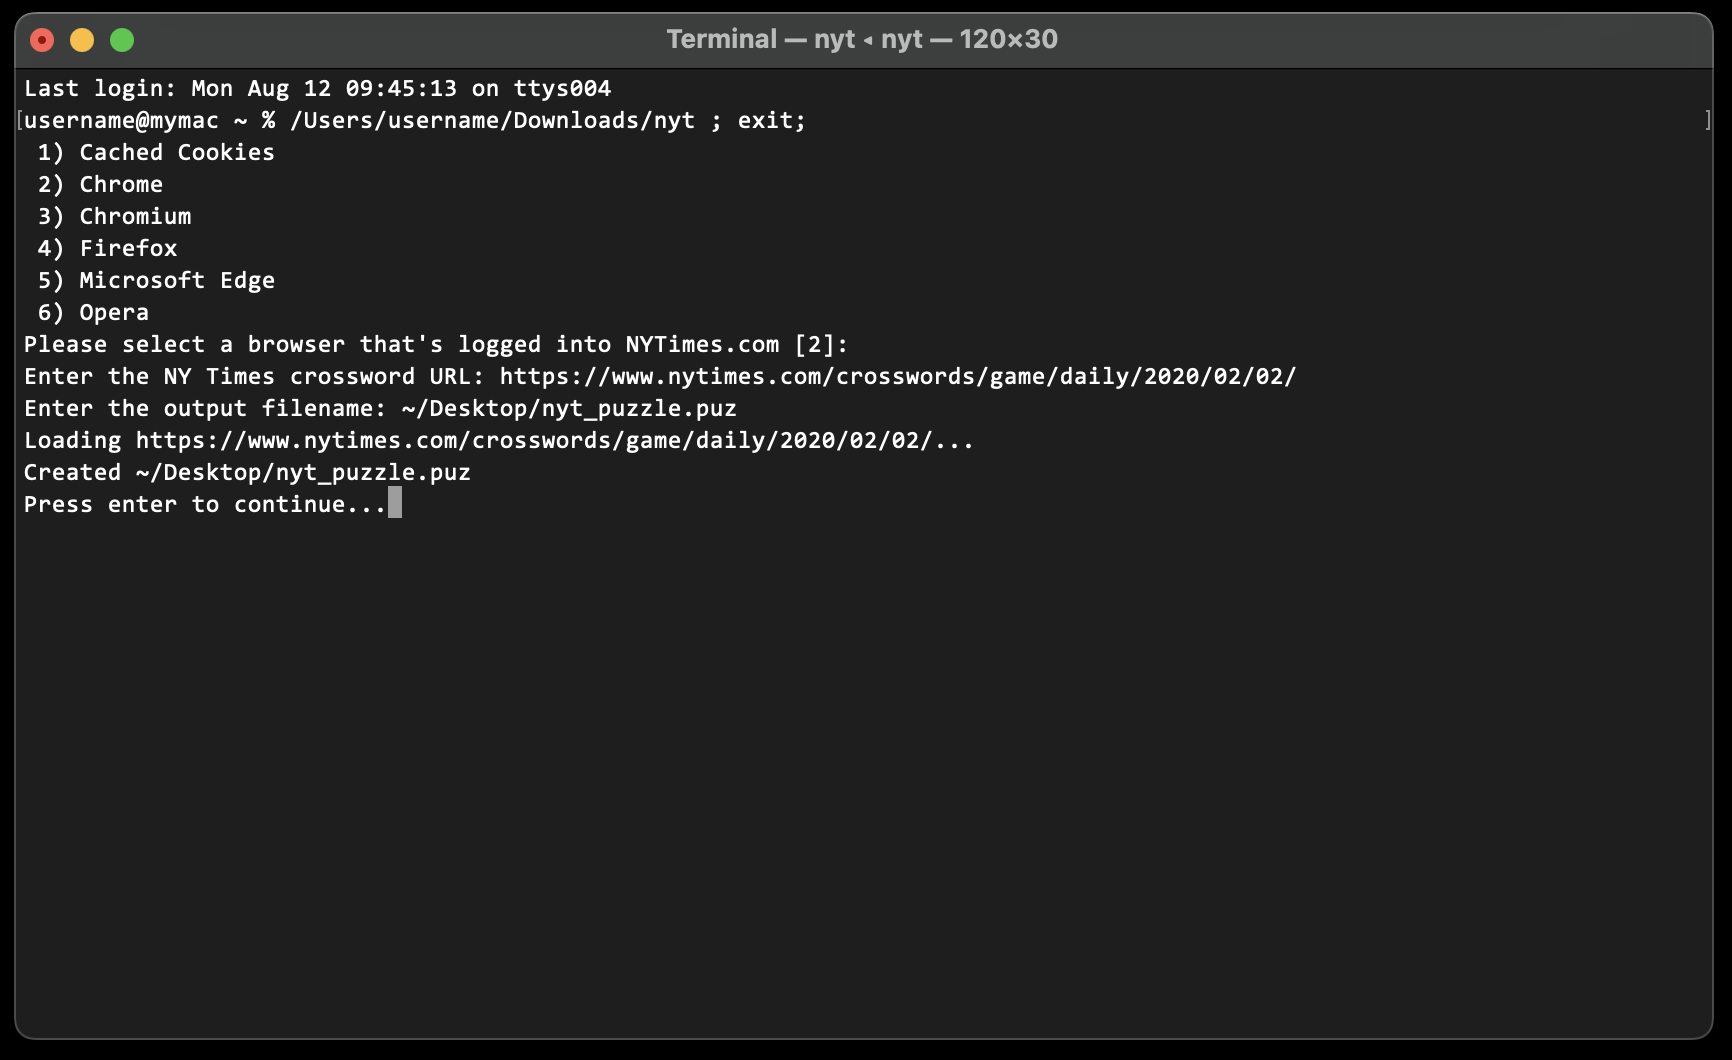 Terminal — nyt ◂ nyt — 120×30
Last login: Mon Aug 12 09:45:13 on ttys004
[username@mymac ~ % /Users/username/Downloads/nyt ; exit; ]
 1) Cached Cookies
 2) Chrome
 3) Chromium
 4) Firefox
 5) Microsoft Edge
 6) Opera
Please select a browser that's logged into NYTimes.com [2]:
Enter the NY Times crossword URL: https://www.nytimes.com/crosswords/game/daily/2020/02/02/
Enter the output filename: ~/Desktop/nyt_puzzle.puz
Loading https://www.nytimes.com/crosswords/game/daily/2020/02/02/...
Created ~/Desktop/nyt_puzzle.puz
Press enter to continue...